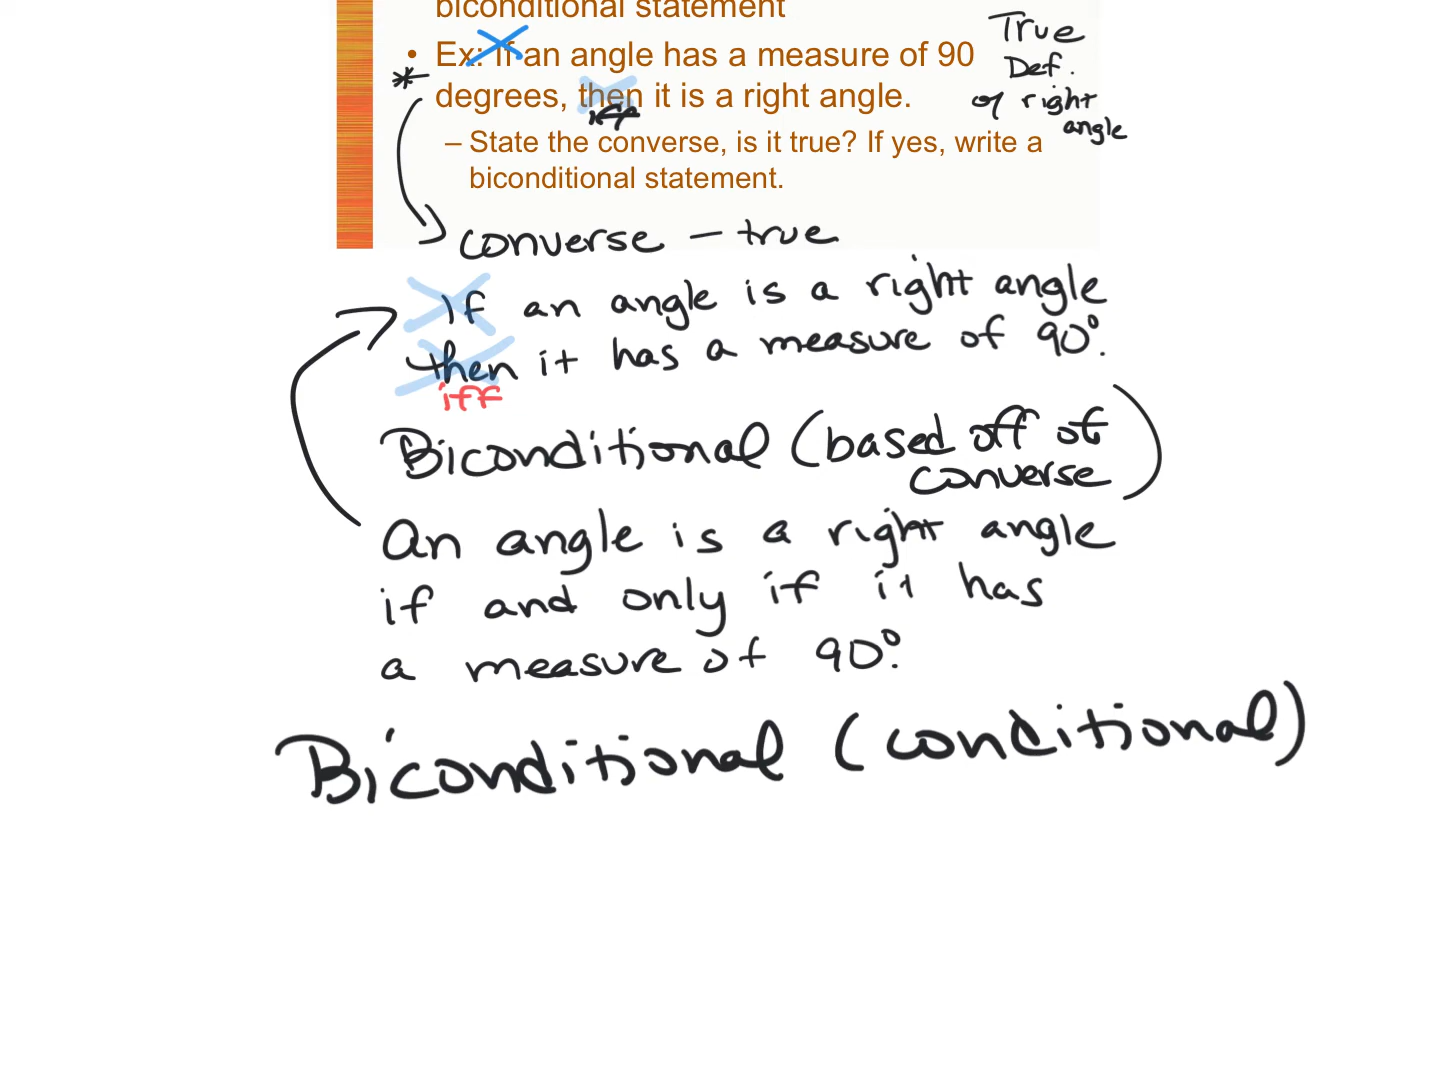 biconditional statement
• Ex: If an angle has a measure of 90
degrees, then it is a right angle.
iff
– State the converse, is it true? If yes, write a
biconditional statement.
True
Def.
of right
angle
*
converse – true
If an angle is a right angle
then it has a measure of 90°.
iff
Biconditional (based off of
converse)
An angle is a right angle
if and only if it has
a measure of 90°.
Biconditional (conditional)